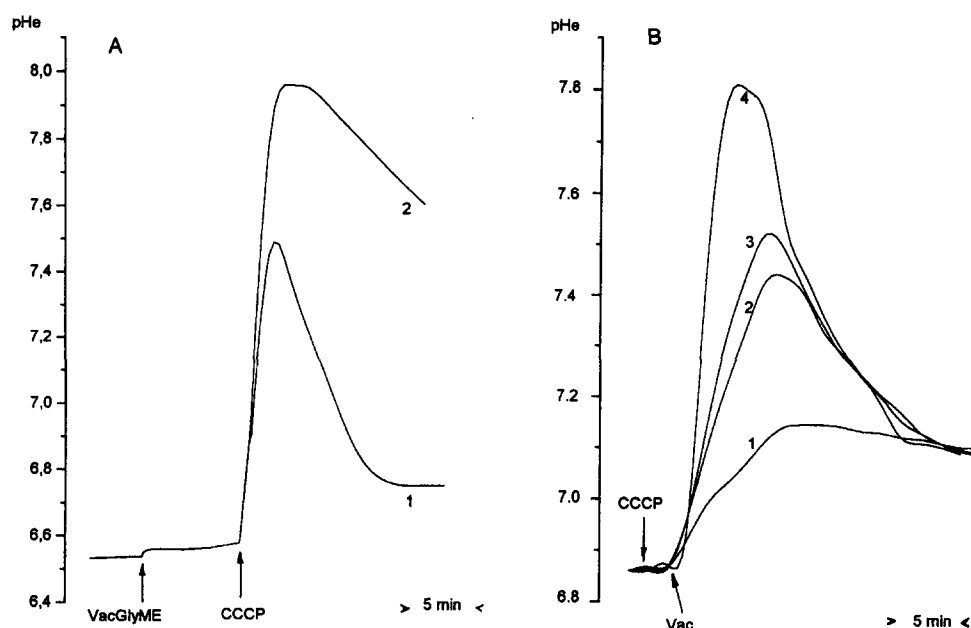 pHe
A
8,0
7,8
7,6
7,4
7,2
7,0
6,8
6,6
6,4
2
1
VacGlyME
CCCP
> 5 min <
pHe
B
7.8
7.6
7.4
7.2
7.0
6.8
4
3
2
1
CCCP
Vac
> 5 min <